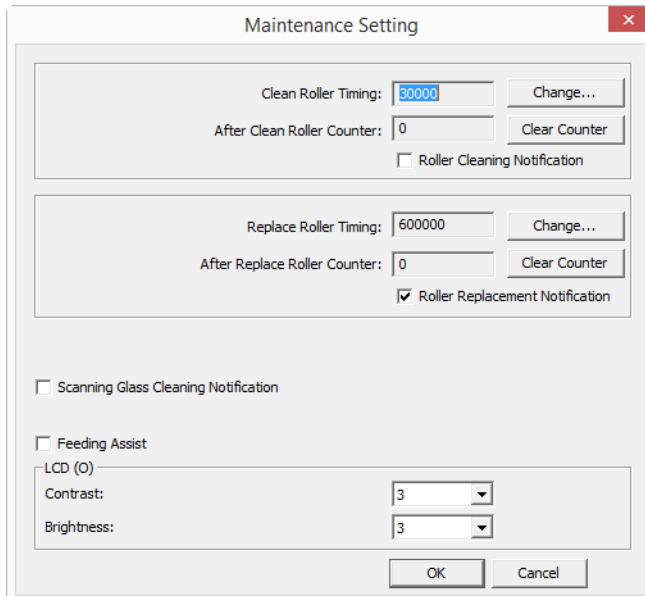 Maintenance Setting
Clean Roller Timing: 30000 Change...
After Clean Roller Counter: 0 Clear Counter
Roller Cleaning Notification
Replace Roller Timing: 600000 Change...
After Replace Roller Counter: 0 Clear Counter
Roller Replacement Notification
Scanning Glass Cleaning Notification
Feeding Assist
LCD (O)
Contrast: 3
Brightness: 3
OK Cancel